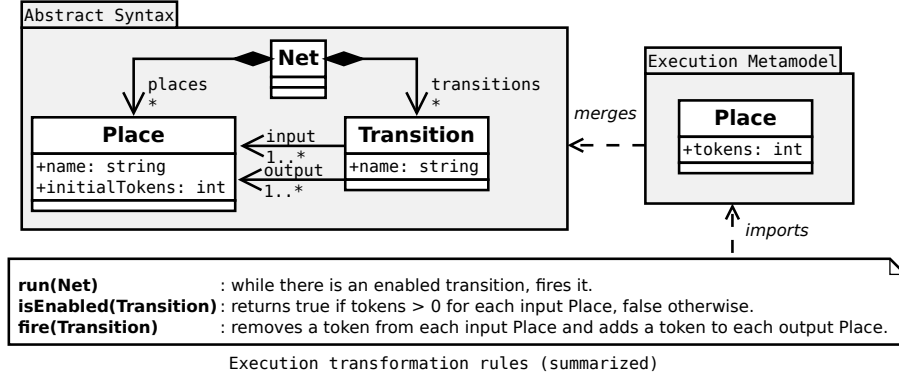 Abstract Syntax
Net
places
*
transitions
*
Place
+name: string
+initialTokens: int
input
1..*
output
1..*
Transition
+name: string
merges
Execution Metamodel
Place
+tokens: int
imports
run(Net) : while there is an enabled transition, fires it.
isEnabled(Transition) : returns true if tokens > 0 for each input Place, false otherwise.
fire(Transition) : removes a token from each input Place and adds a token to each output Place.
Execution transformation rules (summarized)